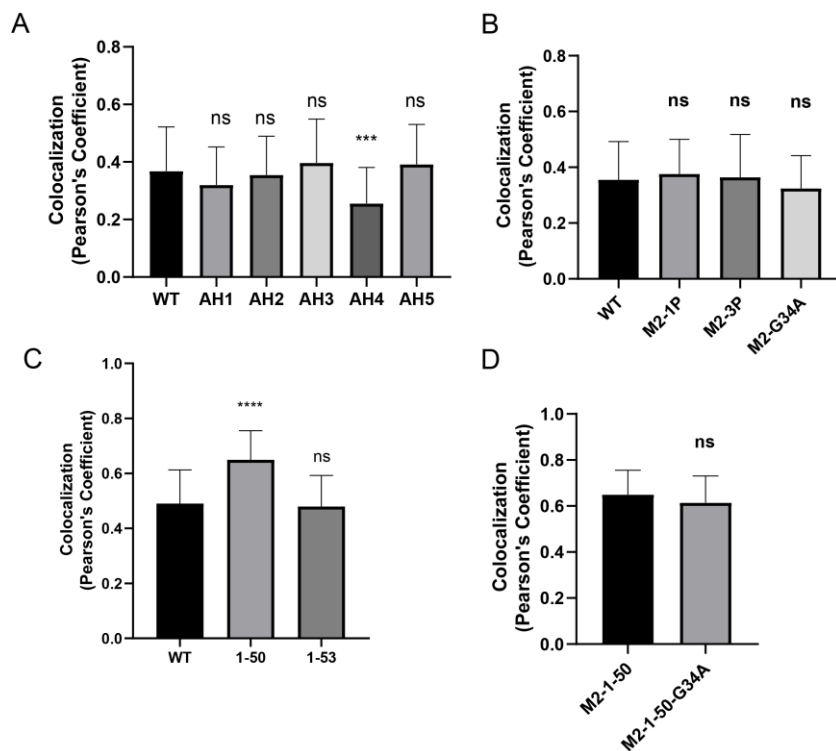 A
Colocalization
(Pearson's Coefficient)
0.8
0.6
0.4
0.2
0.0
ns
ns
ns
***
ns
WT
AH1
AH2
AH3
AH4
AH5
B
Colocalization
(Pearson's Coefficient)
0.8
0.6
0.4
0.2
0.0
ns
ns
ns
WT
M2-1P
M2-3P
M2-G34A
C
Colocalization
(Pearson's Coefficient)
1.0
0.8
0.6
0.4
0.2
0.0
****
ns
WT
1-50
1-53
D
Colocalization
(Pearson's Coefficient)
1.0
0.8
0.6
0.4
0.2
0.0
ns
M2-1-50
M2-1-50-G34A